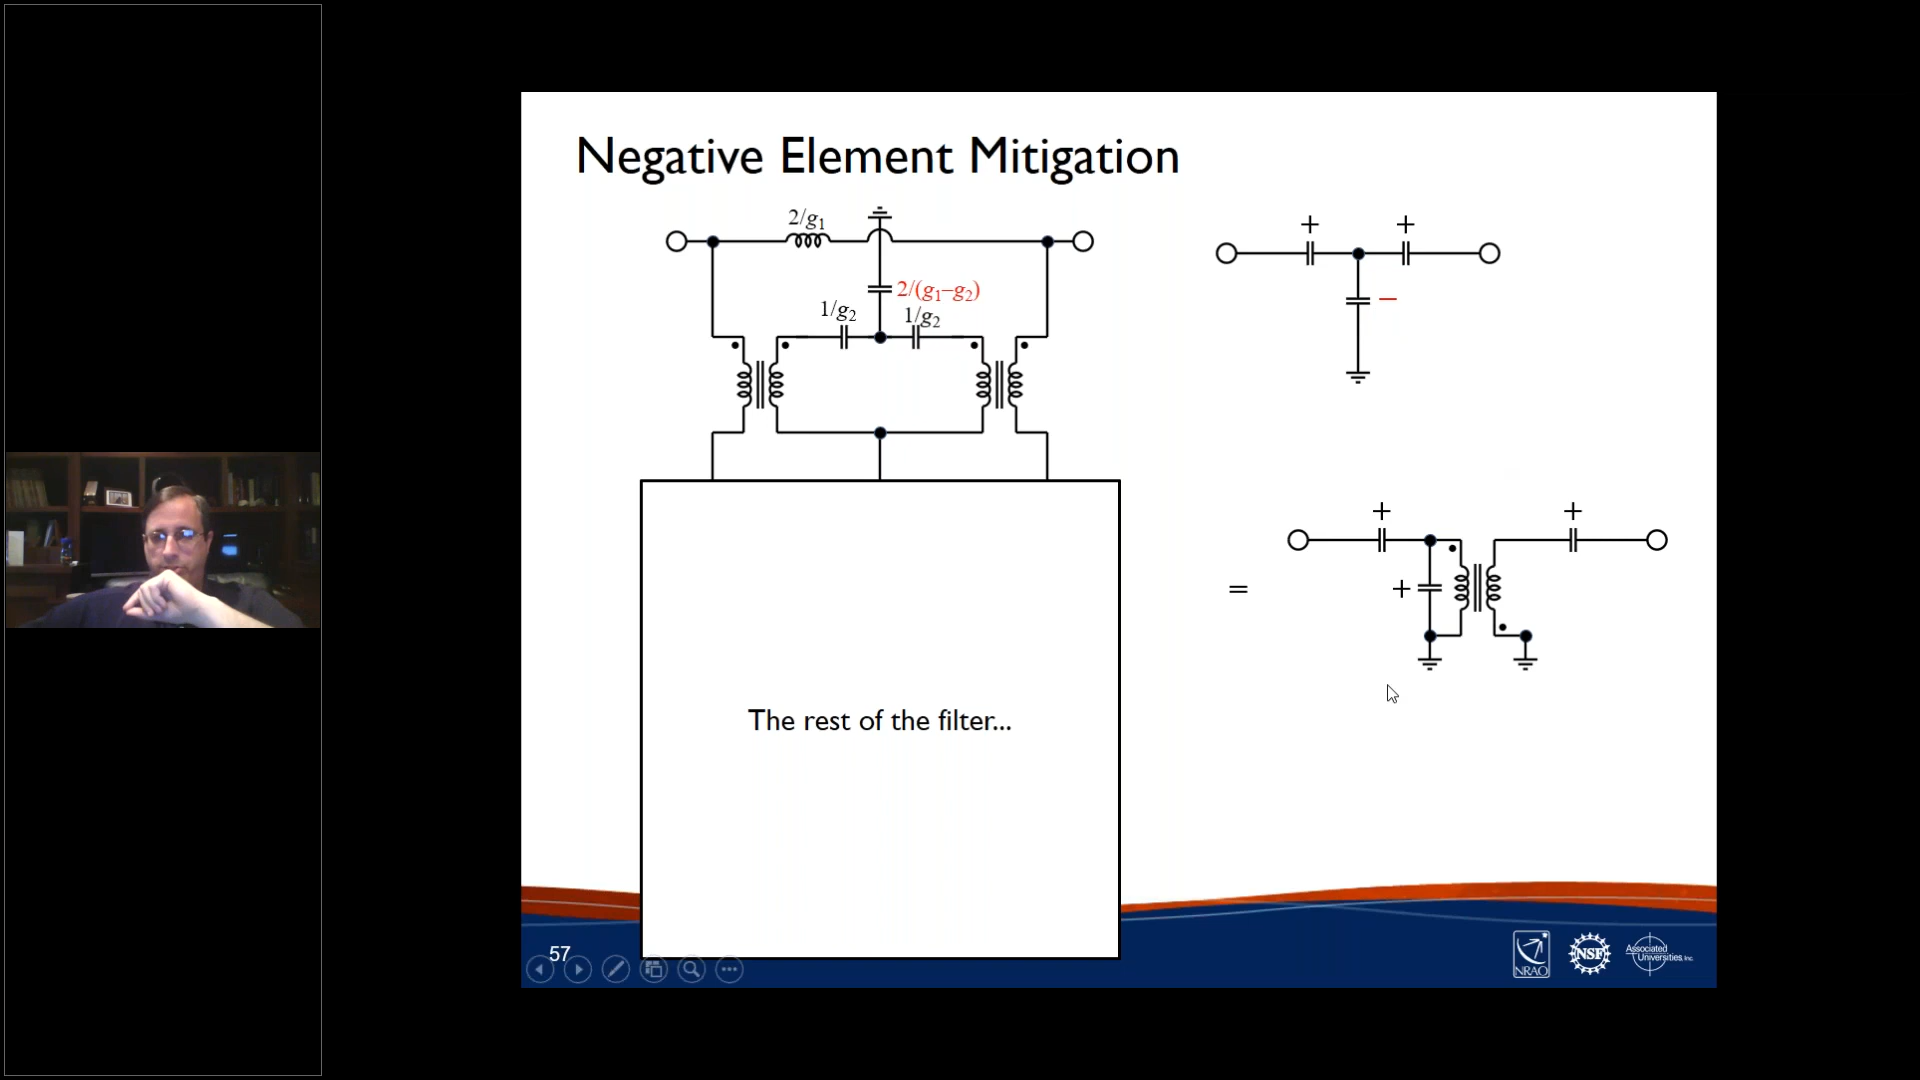 Negative Element Mitigation
2/g₁
2/(g₁–g₂)
1/g₂
1/g₂
+ +
–
The rest of the filter...
+ +
=
+
57
NRAO
NSF
Associated
Universities, Inc.